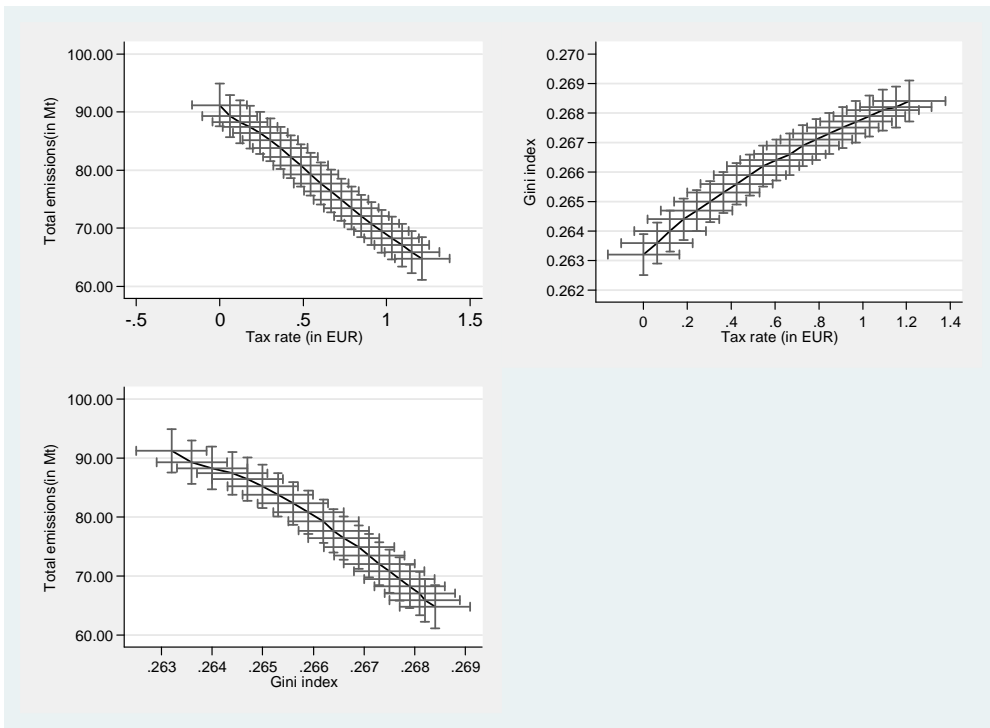 100.00
90.00
80.00
70.00
60.00
Total emissions(in Mt)
-.5 0 .5 1 1.5
Tax rate (in EUR)
0.270
0.269
0.268
0.267
0.266
0.265
0.264
0.263
0.262
Gini index
0 .2 .4 .6 .8 1 1.2 1.4
Tax rate (in EUR)
100.00
90.00
80.00
70.00
60.00
Total emissions(in Mt)
.263 .264 .265 .266 .267 .268 .269
Gini index